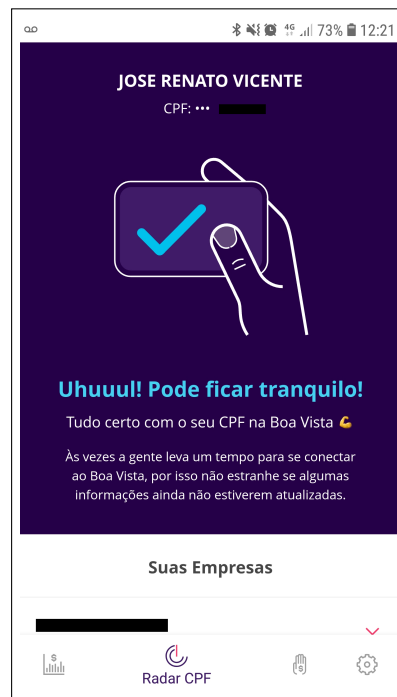 4G 73% 12:21
JOSE RENATO VICENTE
CPF: •••
Uhuuul! Pode ficar tranquilo!
Tudo certo com o seu CPF na Boa Vista 💪
Às vezes a gente leva um tempo para se conectar
ao Boa Vista, por isso não estranhe se algumas
informações ainda não estiverem atualizadas.
Suas Empresas
Radar CPF